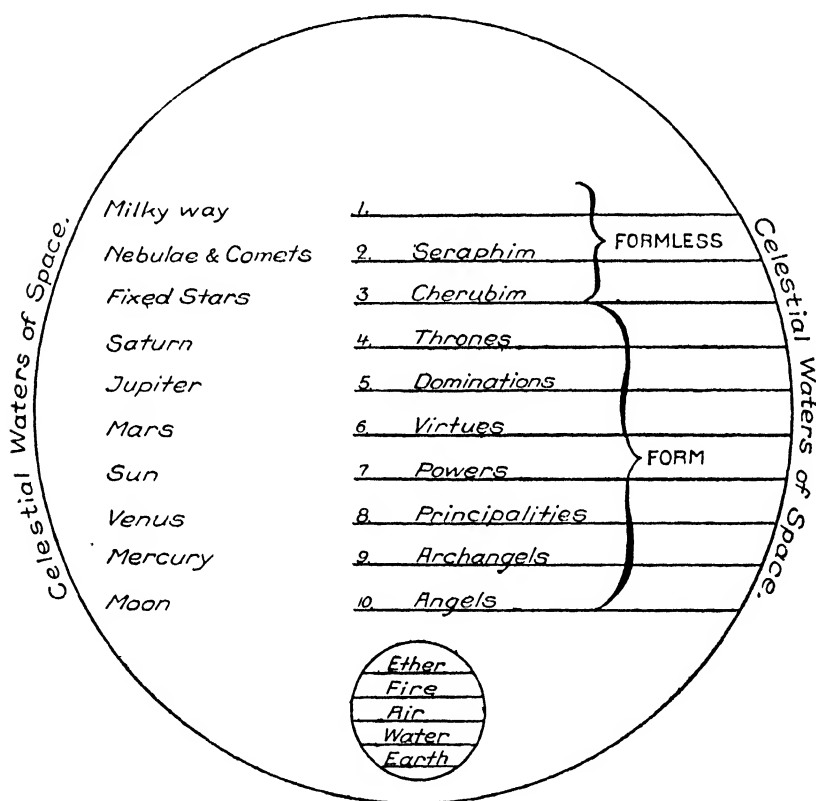 Celestial Waters of Space.
Milky way 1.
Nebulae & Comets 2. Seraphim
Fixed Stars 3 Cherubim
FORMLESS
Saturn 4. Thrones
Jupiter 5. Dominations
Mars 6. Virtues
Sun 7 Powers
FORM
Venus 8. Principalities
Mercury 9. Archangels
Moon 10. Angels
Celestial Waters of Space.
Ether
Fire
Air
Water
Earth